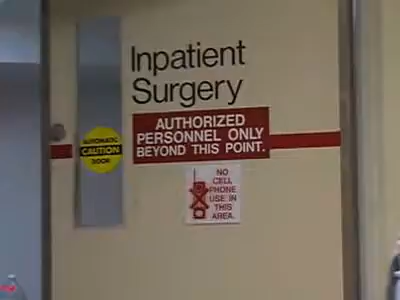 Inpatient
Surgery
AUTHORIZED
PERSONNEL ONLY
BEYOND THIS POINT.
AUTOMATIC
CAUTION
DOOR
NO
CELL
PHONE
USE IN
THIS
AREA.